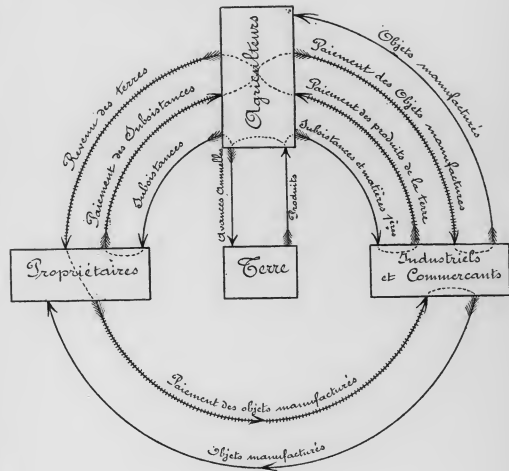 Agriculteurs
Objets manufacturés
Paiement des Objets manufacturés
Paiement des produits de la terre
Subsistances et matières 1ères
Revenu des terres
Paiement des Subsistances
Subsistances
Avances Annuelles
Produits
Propriétaires
Terre
Industriels
et Commerçants
Paiement des objets manufacturés
Objets manufacturés